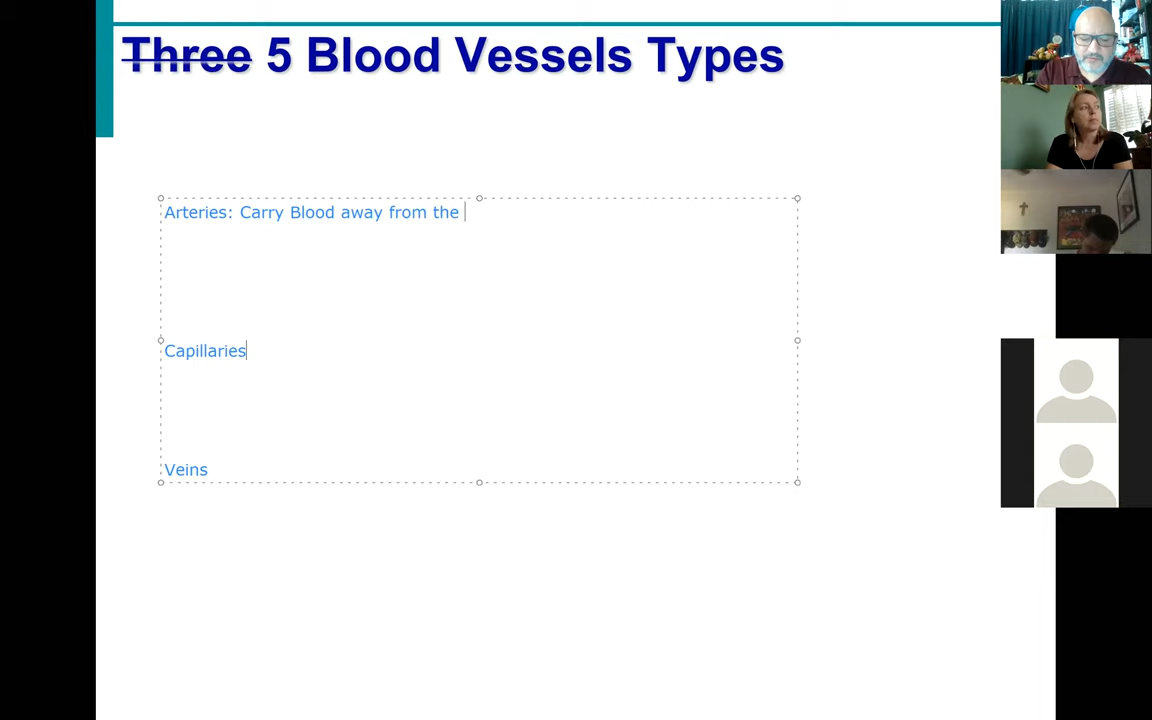 Three 5 Blood Vessels Types
Arteries: Carry Blood away from the
Capillaries
Veins